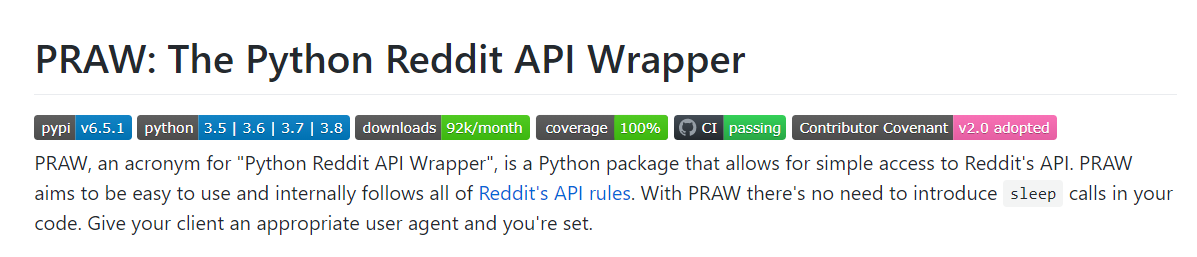 PRAW: The Python Reddit API Wrapper
pypi v6.5.1 python 3.5 | 3.6 | 3.7 | 3.8 downloads 92k/month coverage 100% CI passing Contributor Covenant v2.0 adopted
PRAW, an acronym for "Python Reddit API Wrapper", is a Python package that allows for simple access to Reddit's API. PRAW
aims to be easy to use and internally follows all of Reddit's API rules. With PRAW there's no need to introduce sleep calls in your
code. Give your client an appropriate user agent and you're set.